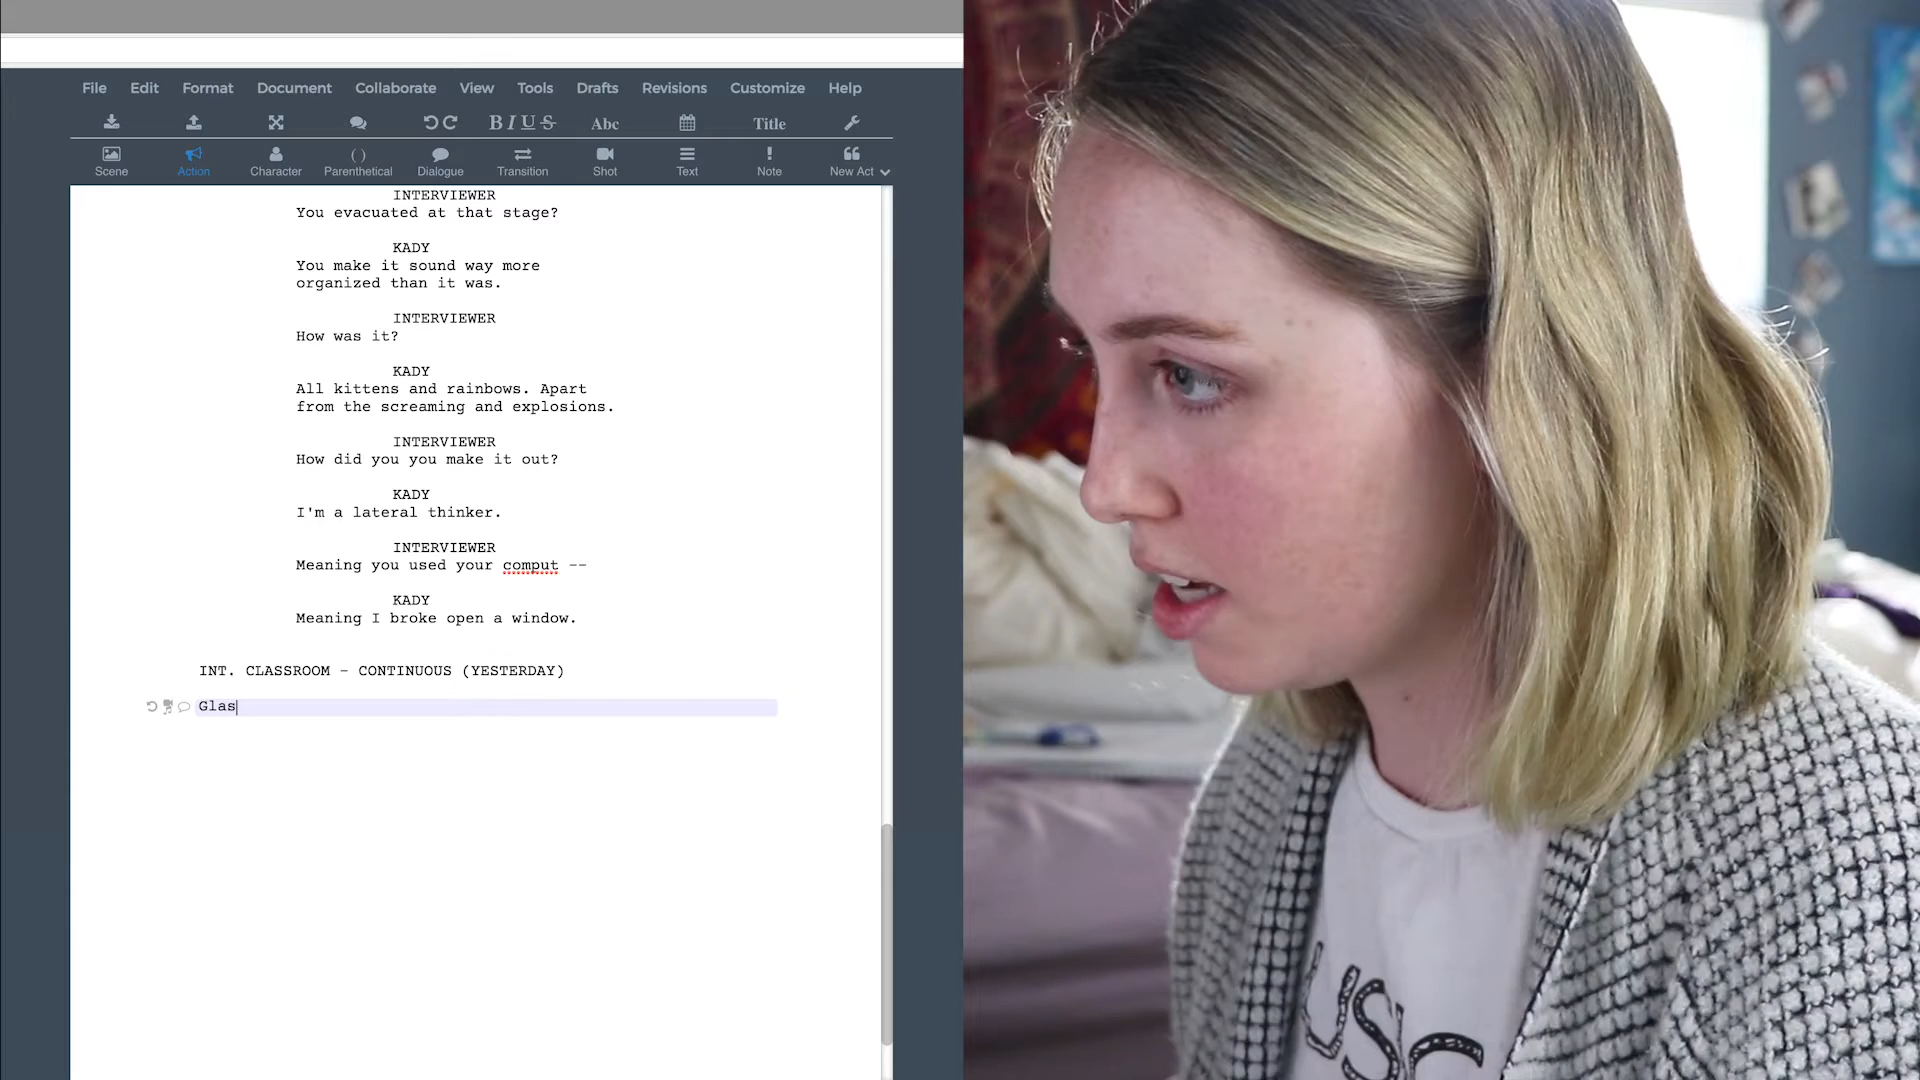 File Edit Format Document Collaborate View Tools Drafts Revisions Customize Help
B I U S Abc Title
Scene Action Character ( ) Parenthetical Dialogue Transition Shot Text ! Note New Act
INTERVIEWER
You evacuated at that stage?
KADY
You make it sound way more
organized than it was.
INTERVIEWER
How was it?
KADY
All kittens and rainbows. Apart
from the screaming and explosions.
INTERVIEWER
How did you you make it out?
KADY
I'm a lateral thinker.
INTERVIEWER
Meaning you used your comput --
KADY
Meaning I broke open a window.
INT. CLASSROOM - CONTINUOUS (YESTERDAY)
Glas
USC